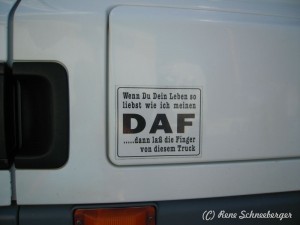 Wenn Du Dein Leben so
liebst wie ich meinen
DAF
.....dann laß die Finger
von diesem Truck
(C) Rene Schneeberger